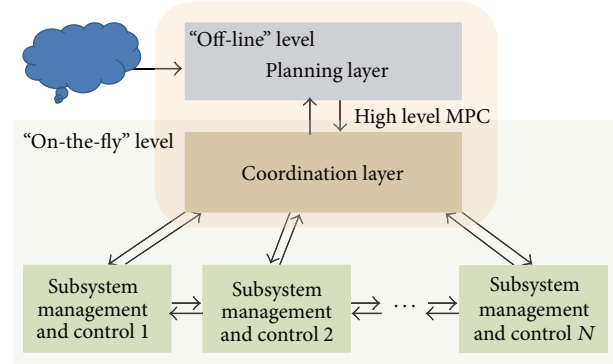 “Off-line” level
Planning layer
High level MPC
“On-the-fly” level
Coordination layer
Subsystem
management
and control 1
Subsystem
management
and control 2
...
Subsystem
management
and control N